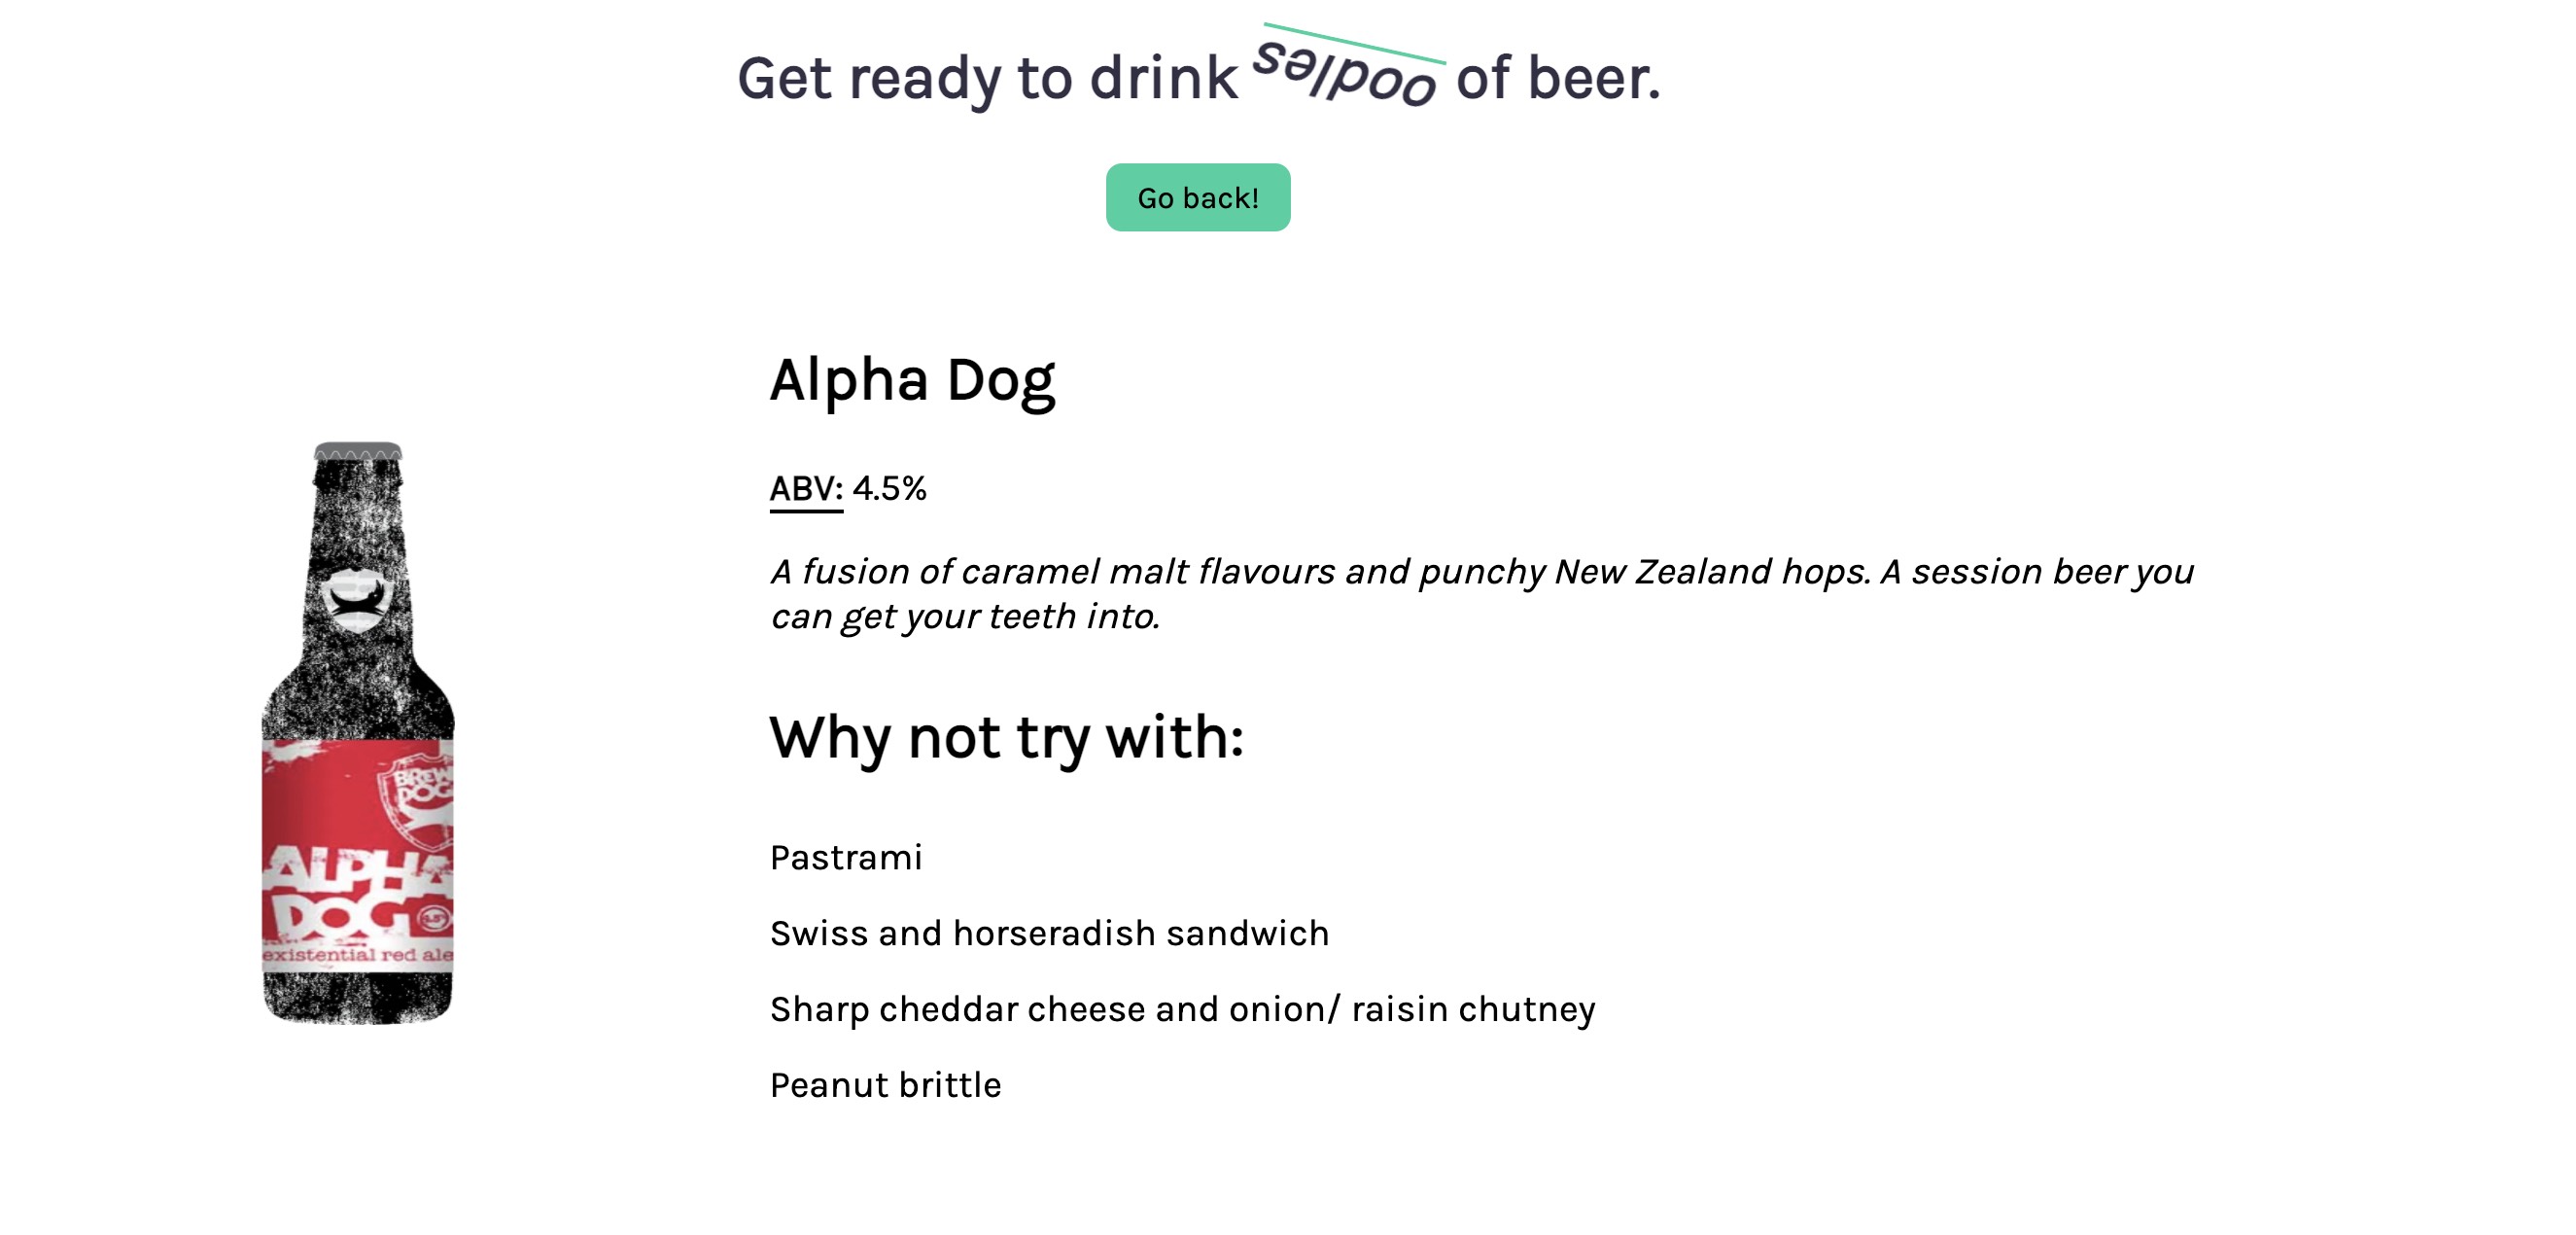 Get ready to drink oodles of beer.
Go back!
Alpha Dog
ABV: 4.5%
A fusion of caramel malt flavours and punchy New Zealand hops. A session beer you
can get your teeth into.
Why not try with:
BREW
DOG
ALPHA
DOG
existential red ale
Pastrami
Swiss and horseradish sandwich
Sharp cheddar cheese and onion/ raisin chutney
Peanut brittle